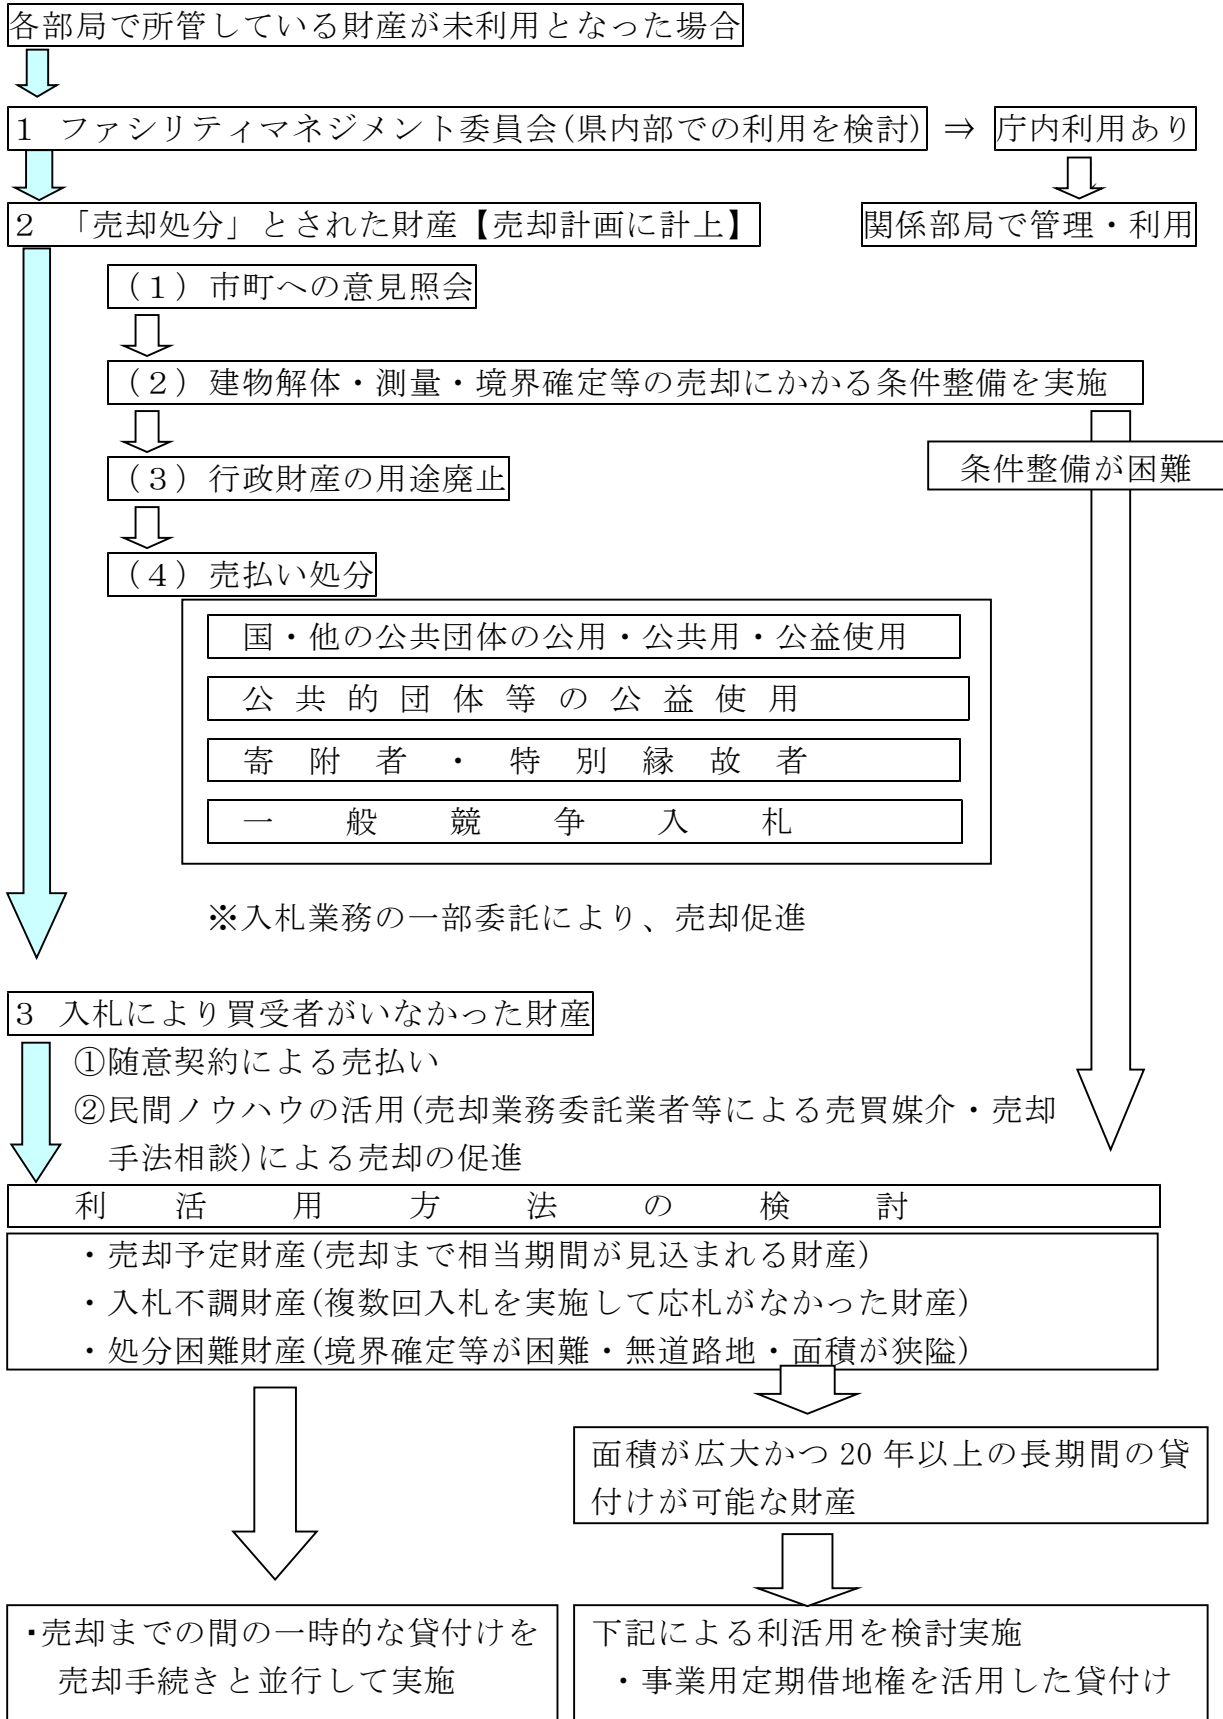 各部局で所管している財産が未利用となった場合
1 ファシリティマネジメント委員会(県内部での利用を検討) ⇒ 庁内利用あり
2 「売却処分」とされた財産【売却計画に計上】
関係部局で管理・利用
(1)市町への意見照会
(2)建物解体・測量・境界確定等の売却にかかる条件整備を実施
(3)行政財産の用途廃止
条件整備が困難
(4)売払い処分
国・他の公共団体の公用・公共用・公益使用
公共的団体等の公益使用
寄附者・特別縁故者
一般競争入札
※入札業務の一部委託により、売却促進
3 入札により買受者がいなかった財産
①随意契約による売払い
②民間ノウハウの活用(売却業務委託業者等による売買媒介・売却
手法相談)による売却の促進
利活用方法の検討
・売却予定財産(売却まで相当期間が見込まれる財産)
・入札不調財産(複数回入札を実施して応札がなかった財産)
・処分困難財産(境界確定等が困難・無道路地・面積が狭隘)
面積が広大かつ 20 年以上の長期間の貸
付けが可能な財産
・売却までの間の一時的な貸付けを
売却手続きと並行して実施
下記による利活用を検討実施
・事業用定期借地権を活用した貸付け